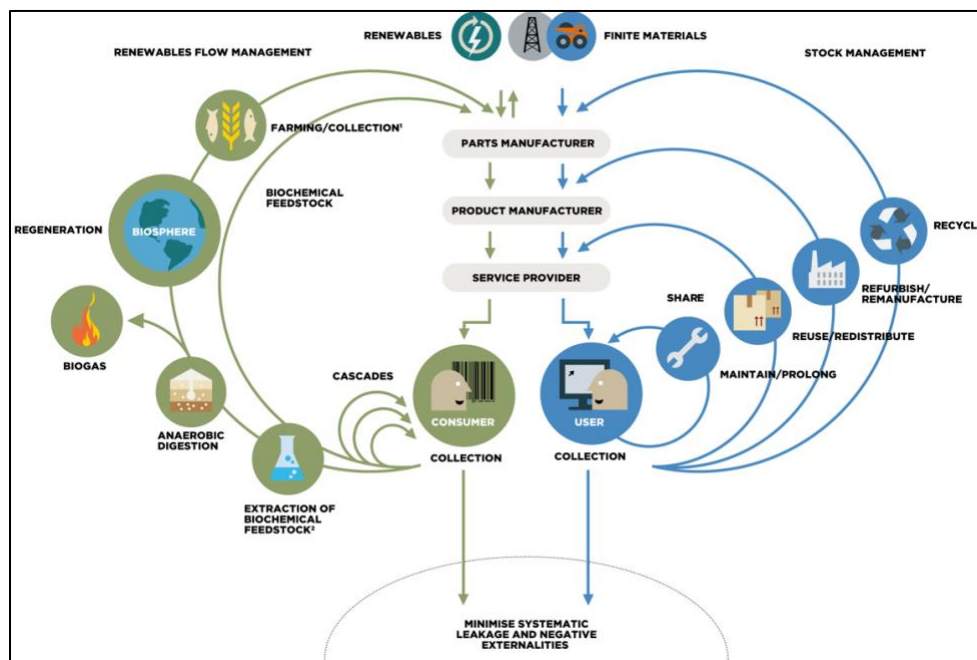 RENEWABLES
FINITE MATERIALS
RENEWABLES FLOW MANAGEMENT
STOCK MANAGEMENT
FARMING/COLLECTION¹
PARTS MANUFACTURER
BIOCHEMICAL
FEEDSTOCK
PRODUCT MANUFACTURER
REGENERATION
BIOSPHERE
RECYCL
SERVICE PROVIDER
REFURBISH/
REMANUFACTURE
SHARE
REUSE/REDISTRIBUTE
BIOGAS
MAINTAIN/PROLONG
CASCADES
CONSUMER
USER
ANAEROBIC
DIGESTION
COLLECTION
COLLECTION
EXTRACTION OF
BIOCHEMICAL
FEEDSTOCK²
MINIMISE SYSTEMATIC
LEAKAGE AND NEGATIVE
EXTERNALITIES